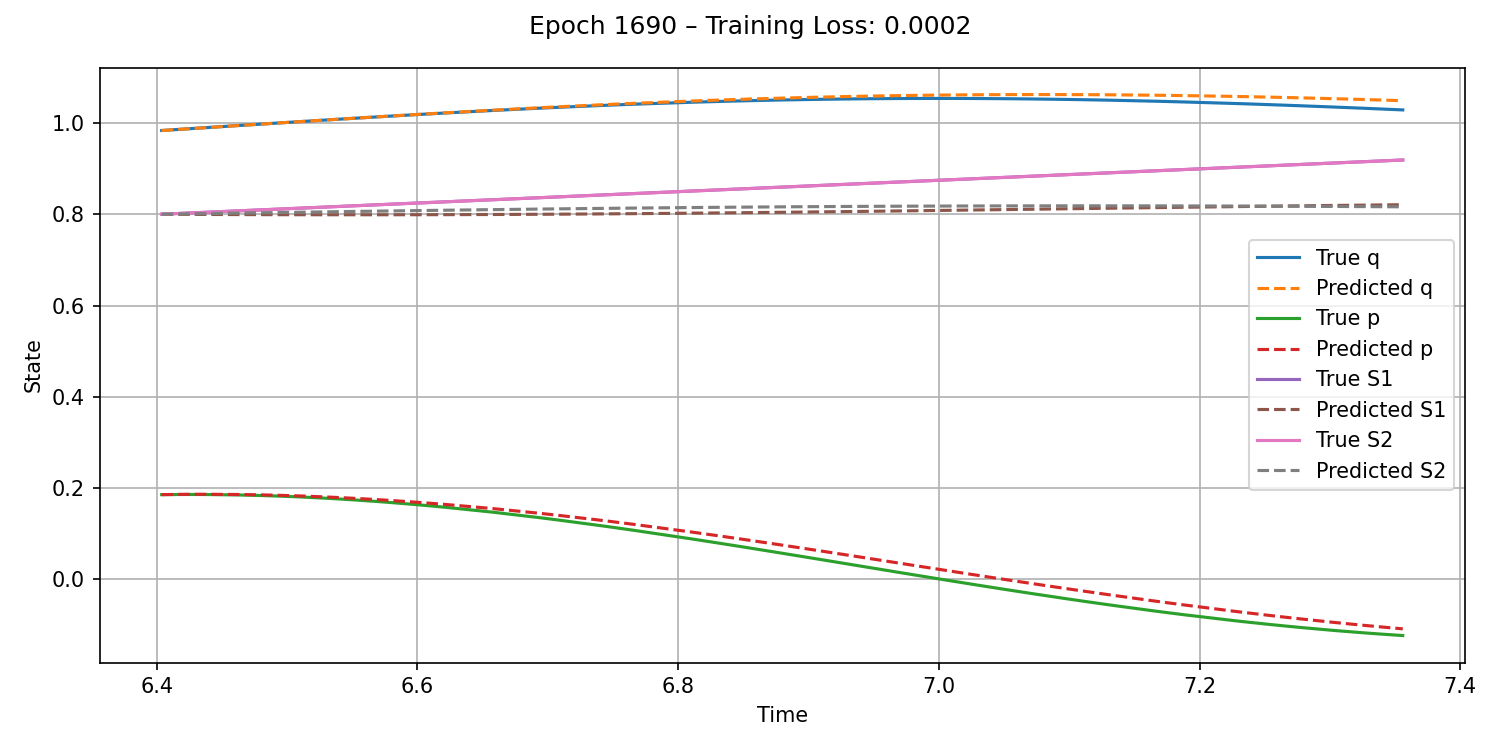 Epoch 1690 – Training Loss: 0.0002
State
1.0
0.8
0.6
0.4
0.2
0.0
True q
Predicted q
True p
Predicted p
True S1
Predicted S1
True S2
Predicted S2
6.4 6.6 6.8 7.0 7.2 7.4
Time